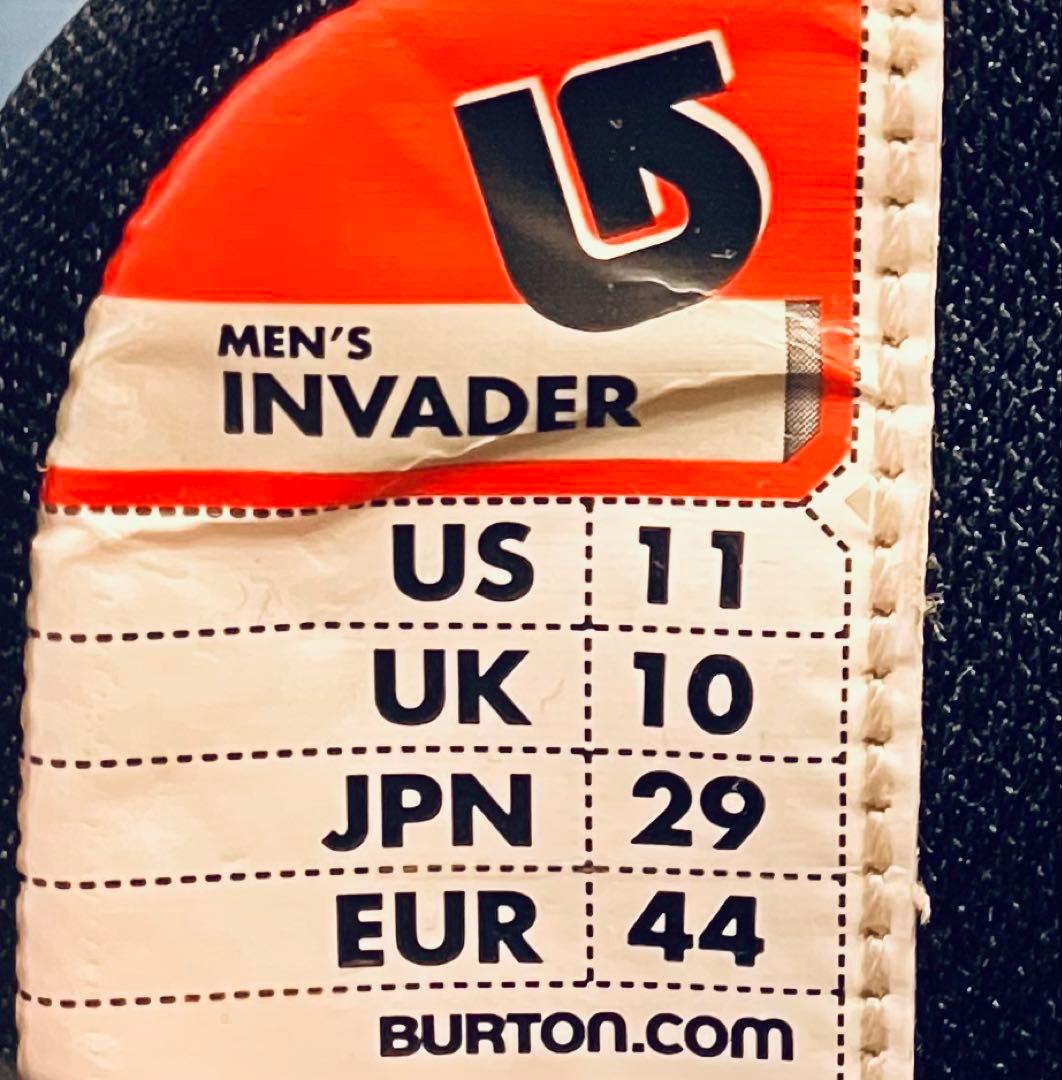 MEN'S
INVADER
US 11
UK 10
JPN 29
EUR 44
BURTON.COM